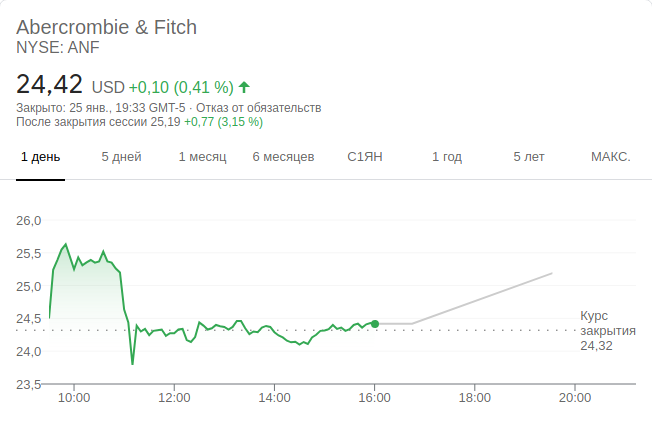 Abercrombie & Fitch
NYSE: ANF
24,42 USD +0,10 (0,41 %)
Закрыто: 25 янв., 19:33 GMT-5 · Отказ от обязательств
После закрытия сессии 25,19 +0,77 (3,15 %)
1 день 5 дней 1 месяц 6 месяцев С1ЯН 1 год 5 лет МАКС.
26,0
25,5
25,0
24,5
24,0
23,5
Курс
закрытия
24,32
10:00 12:00 14:00 16:00 18:00 20:00